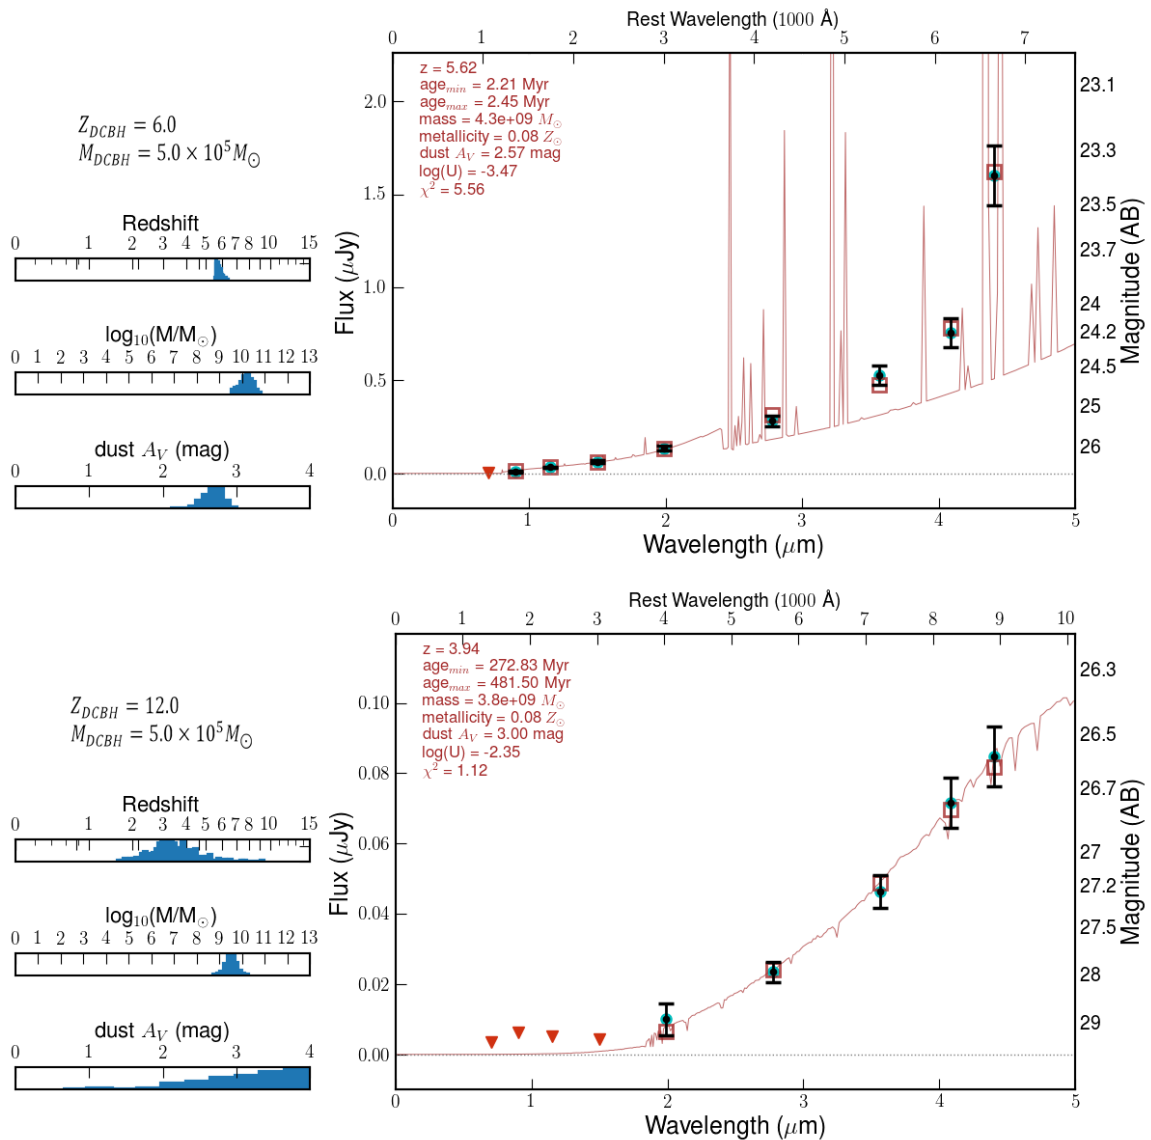 Z_DCBH = 6.0
M_DCBH = 5.0 × 10^5 M_⊙
Redshift
0 1 2 3 4 5 6 7 8 10 15
log10(M/M_⊙)
0 1 2 3 4 5 6 7 8 9 10 11 12 13
dust A_V (mag)
0 1 2 3 4
Rest Wavelength (1000 Å)
0 1 2 3 4 5 6 7
z = 5.62
age_min = 2.21 Myr
age_max = 2.45 Myr
mass = 4.3e+09 M_⊙
metallicity = 0.08 Z_⊙
dust A_V = 2.57 mag
log(U) = -3.47
χ^2 = 5.56
Flux (μJy)
2.0
1.5
1.0
0.5
0.0
23.1
23.3
23.5
23.7
24
24.2
24.5
25
26
Magnitude (AB)
0 1 2 3 4 5
Wavelength (μm)
Z_DCBH = 12.0
M_DCBH = 5.0 × 10^5 M_⊙
Redshift
0 1 2 3 4 5 6 7 8 10 15
log10(M/M_⊙)
0 1 2 3 4 5 6 7 8 9 10 11 12 13
dust A_V (mag)
0 1 2 3 4
Rest Wavelength (1000 Å)
0 1 2 3 4 5 6 7 8 9 10
z = 3.94
age_min = 272.83 Myr
age_max = 481.50 Myr
mass = 3.8e+09 M_⊙
metallicity = 0.08 Z_⊙
dust A_V = 3.00 mag
log(U) = -2.35
χ^2 = 1.12
Flux (μJy)
0.10
0.08
0.06
0.04
0.02
0.00
26.3
26.5
26.7
27
27.2
27.5
28
29
Magnitude (AB)
0 1 2 3 4 5
Wavelength (μm)